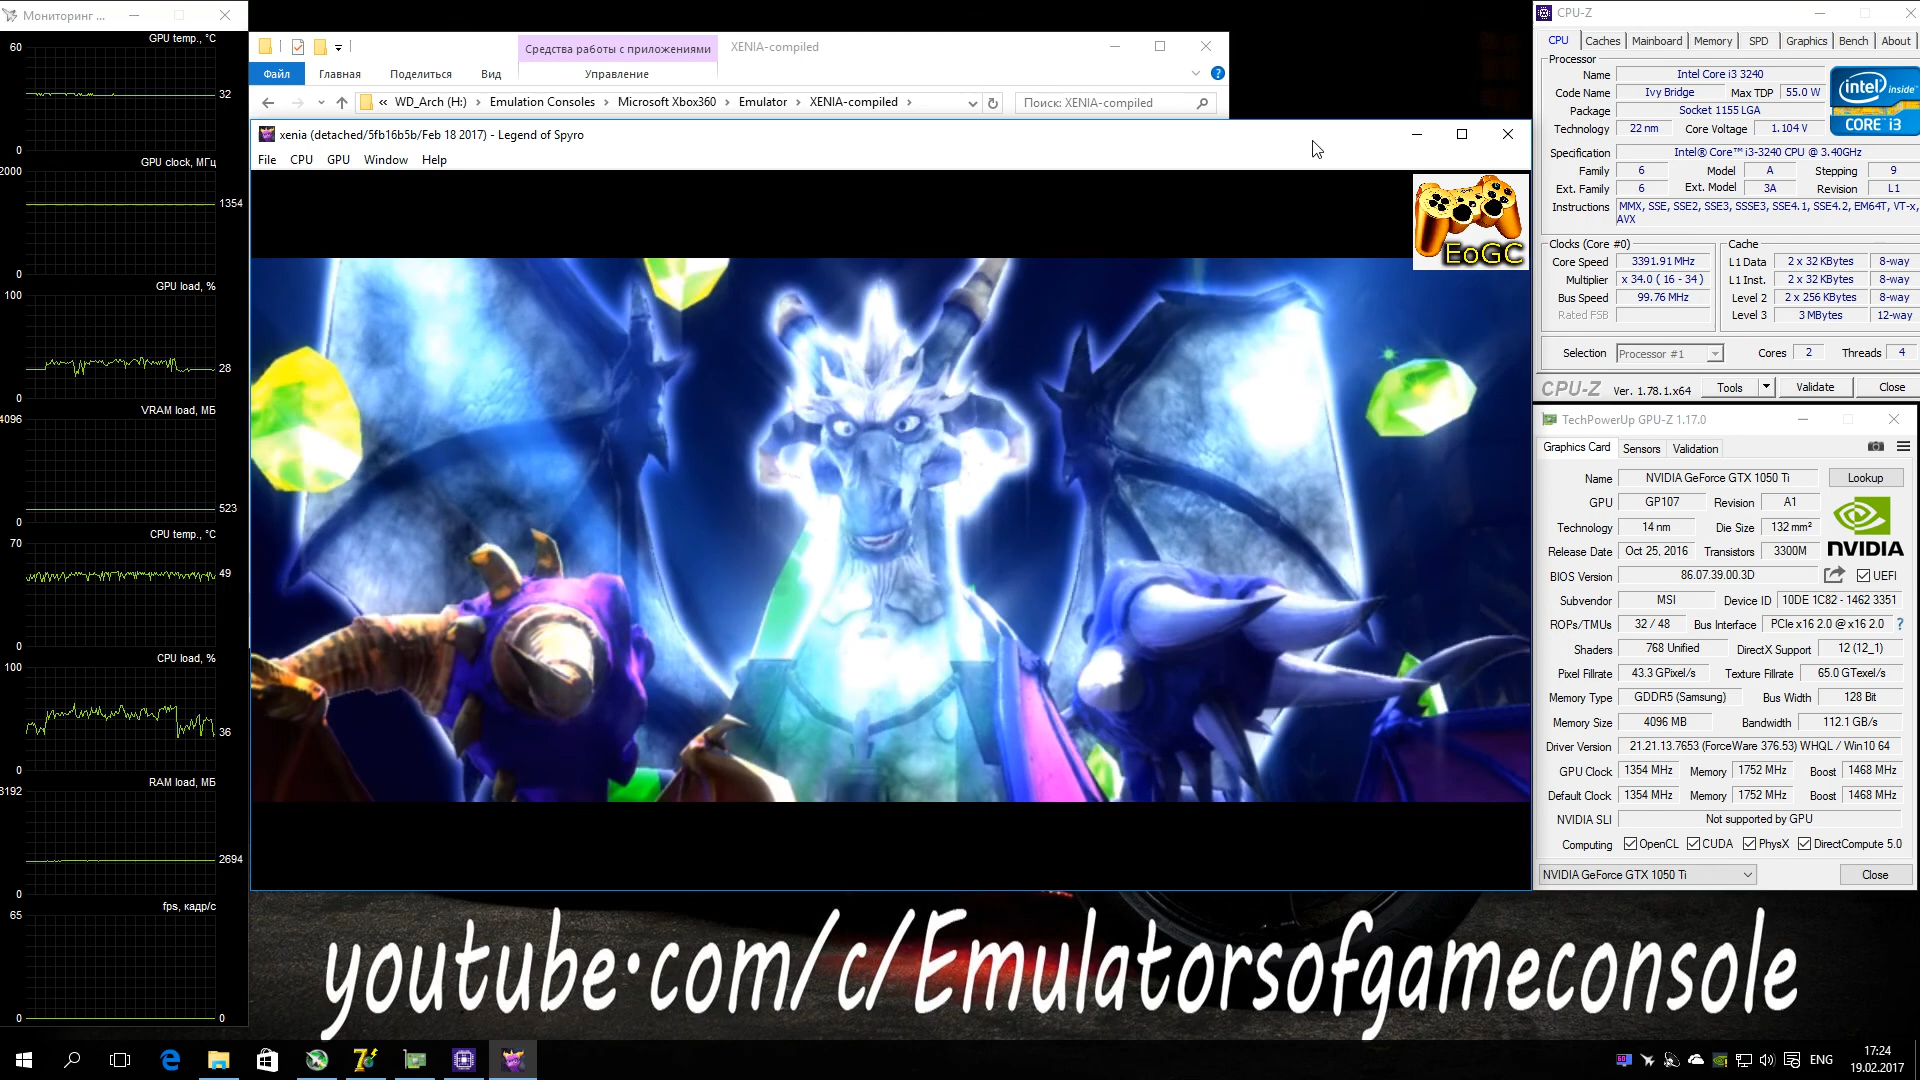 Мониторинг ...
GPU temp., °C
60
32
0
GPU clock, МГц
2000
1354
0
GPU load, %
100
28
0
VRAM load, МБ
4096
523
0
CPU temp., °C
70
49
0
CPU load, %
100
36
0
RAM load, МБ
8192
2694
0
fps, кадр/с
65
0
0
Средства работы с приложениями
XENIA-compiled
Файл
Главная
Поделиться
Вид
Управление
« WD_Arch (H:) › Emulation Consoles › Microsoft Xbox360 › Emulator › XENIA-compiled ›
Поиск: XENIA-compiled
xenia (detached/5fb16b5b/Feb 18 2017) - Legend of Spyro
File CPU GPU Window Help
EoGC
youtube.com/c/Emulatorsofgameconsole
CPU-Z
CPU Caches Mainboard Memory SPD Graphics Bench About
Processor
Name Intel Core i3 3240
Code Name Ivy Bridge Max TDP 55.0 W
Package Socket 1155 LGA
Technology 22 nm Core Voltage 1.104 V
intel inside
CORE i3
Specification Intel® Core™ i3-3240 CPU @ 3.40GHz
Family 6 Model A Stepping 9
Ext. Family 6 Ext. Model 3A Revision L1
Instructions MMX, SSE, SSE2, SSE3, SSSE3, SSE4.1, SSE4.2, EM64T, VT-x,
AVX
Clocks (Core #0)
Core Speed 3391.91 MHz
Multiplier x 34.0 ( 16 - 34 )
Bus Speed 99.76 MHz
Rated FSB
Cache
L1 Data 2 x 32 KBytes 8-way
L1 Inst. 2 x 32 KBytes 8-way
Level 2 2 x 256 KBytes 8-way
Level 3 3 MBytes 12-way
Selection Processor #1 Cores 2 Threads 4
CPU-Z Ver. 1.78.1.x64 Tools Validate Close
TechPowerUp GPU-Z 1.17.0
Graphics Card Sensors Validation
Name NVIDIA GeForce GTX 1050 Ti Lookup
GPU GP107 Revision A1
Technology 14 nm Die Size 132 mm²
Release Date Oct 25, 2016 Transistors 3300M
NVIDIA
BIOS Version 86.07.39.00.3D UEFI
Subvendor MSI Device ID 10DE 1C82 - 1462 3351
ROPs/TMUs 32 / 48 Bus Interface PCIe x16 2.0 @ x16 2.0 ?
Shaders 768 Unified DirectX Support 12 (12_1)
Pixel Fillrate 43.3 GPixel/s Texture Fillrate 65.0 GTexel/s
Memory Type GDDR5 (Samsung) Bus Width 128 Bit
Memory Size 4096 MB Bandwidth 112.1 GB/s
Driver Version 21.21.13.7653 (ForceWare 376.53) WHQL / Win10 64
GPU Clock 1354 MHz Memory 1752 MHz Boost 1468 MHz
Default Clock 1354 MHz Memory 1752 MHz Boost 1468 MHz
NVIDIA SLI Not supported by GPU
Computing OpenCL CUDA PhysX DirectCompute 5.0
NVIDIA GeForce GTX 1050 Ti Close
ENG
17:24
19.02.2017